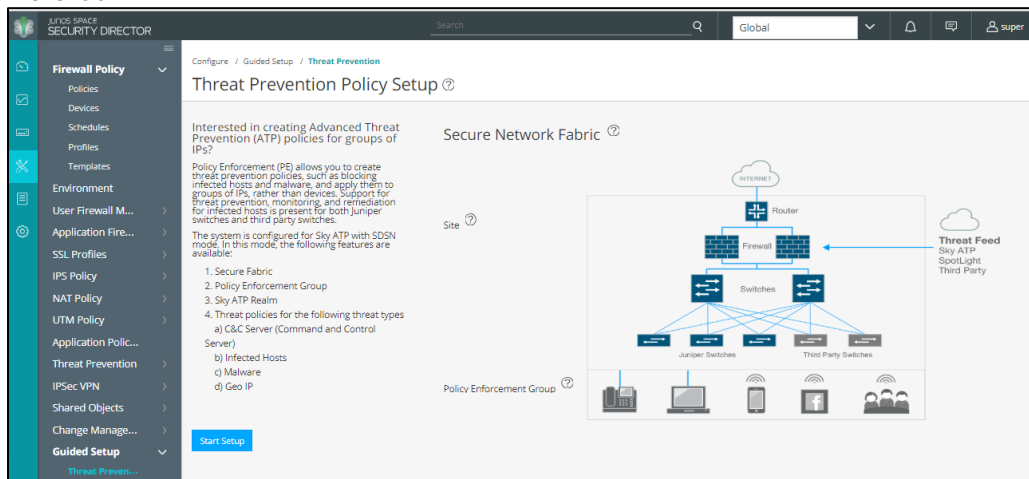 JUNOS SPACE
SECURITY DIRECTOR
Search
Global
super
Firewall Policy
Policies
Devices
Schedules
Profiles
Templates
Environment
User Firewall M...
Application Fire...
SSL Profiles
IPS Policy
NAT Policy
UTM Policy
Application Polic...
Threat Prevention
IPSec VPN
Shared Objects
Change Manage...
Guided Setup
Threat Preven...
Configure / Guided Setup / Threat Prevention
Threat Prevention Policy Setup ?
Interested in creating Advanced Threat
Prevention (ATP) policies for groups of
IPs?
Policy Enforcement (PE) allows you to create
threat prevention policies, such as blocking
infected hosts and malware, and apply them to
groups of IPs, rather than devices. Support for
threat prevention, monitoring, and remediation
for infected hosts is present for both Juniper
switches and third party switches.
The system is configured for Sky ATP with SDSN
mode. In this mode, the following features are
available:
1. Secure Fabric
2. Policy Enforcement Group
3. Sky ATP Realm
4. Threat policies for the following threat types
a) C&C Server (Command and Control
Server)
b) Infected Hosts
c) Malware
d) Geo IP
Start Setup
Secure Network Fabric ?
INTERNET
Router
Site ?
Firewall
Threat Feed
Sky ATP
SpotLight
Third Party
Switches
Juniper Switches
Third Party Switches
Policy Enforcement Group ?